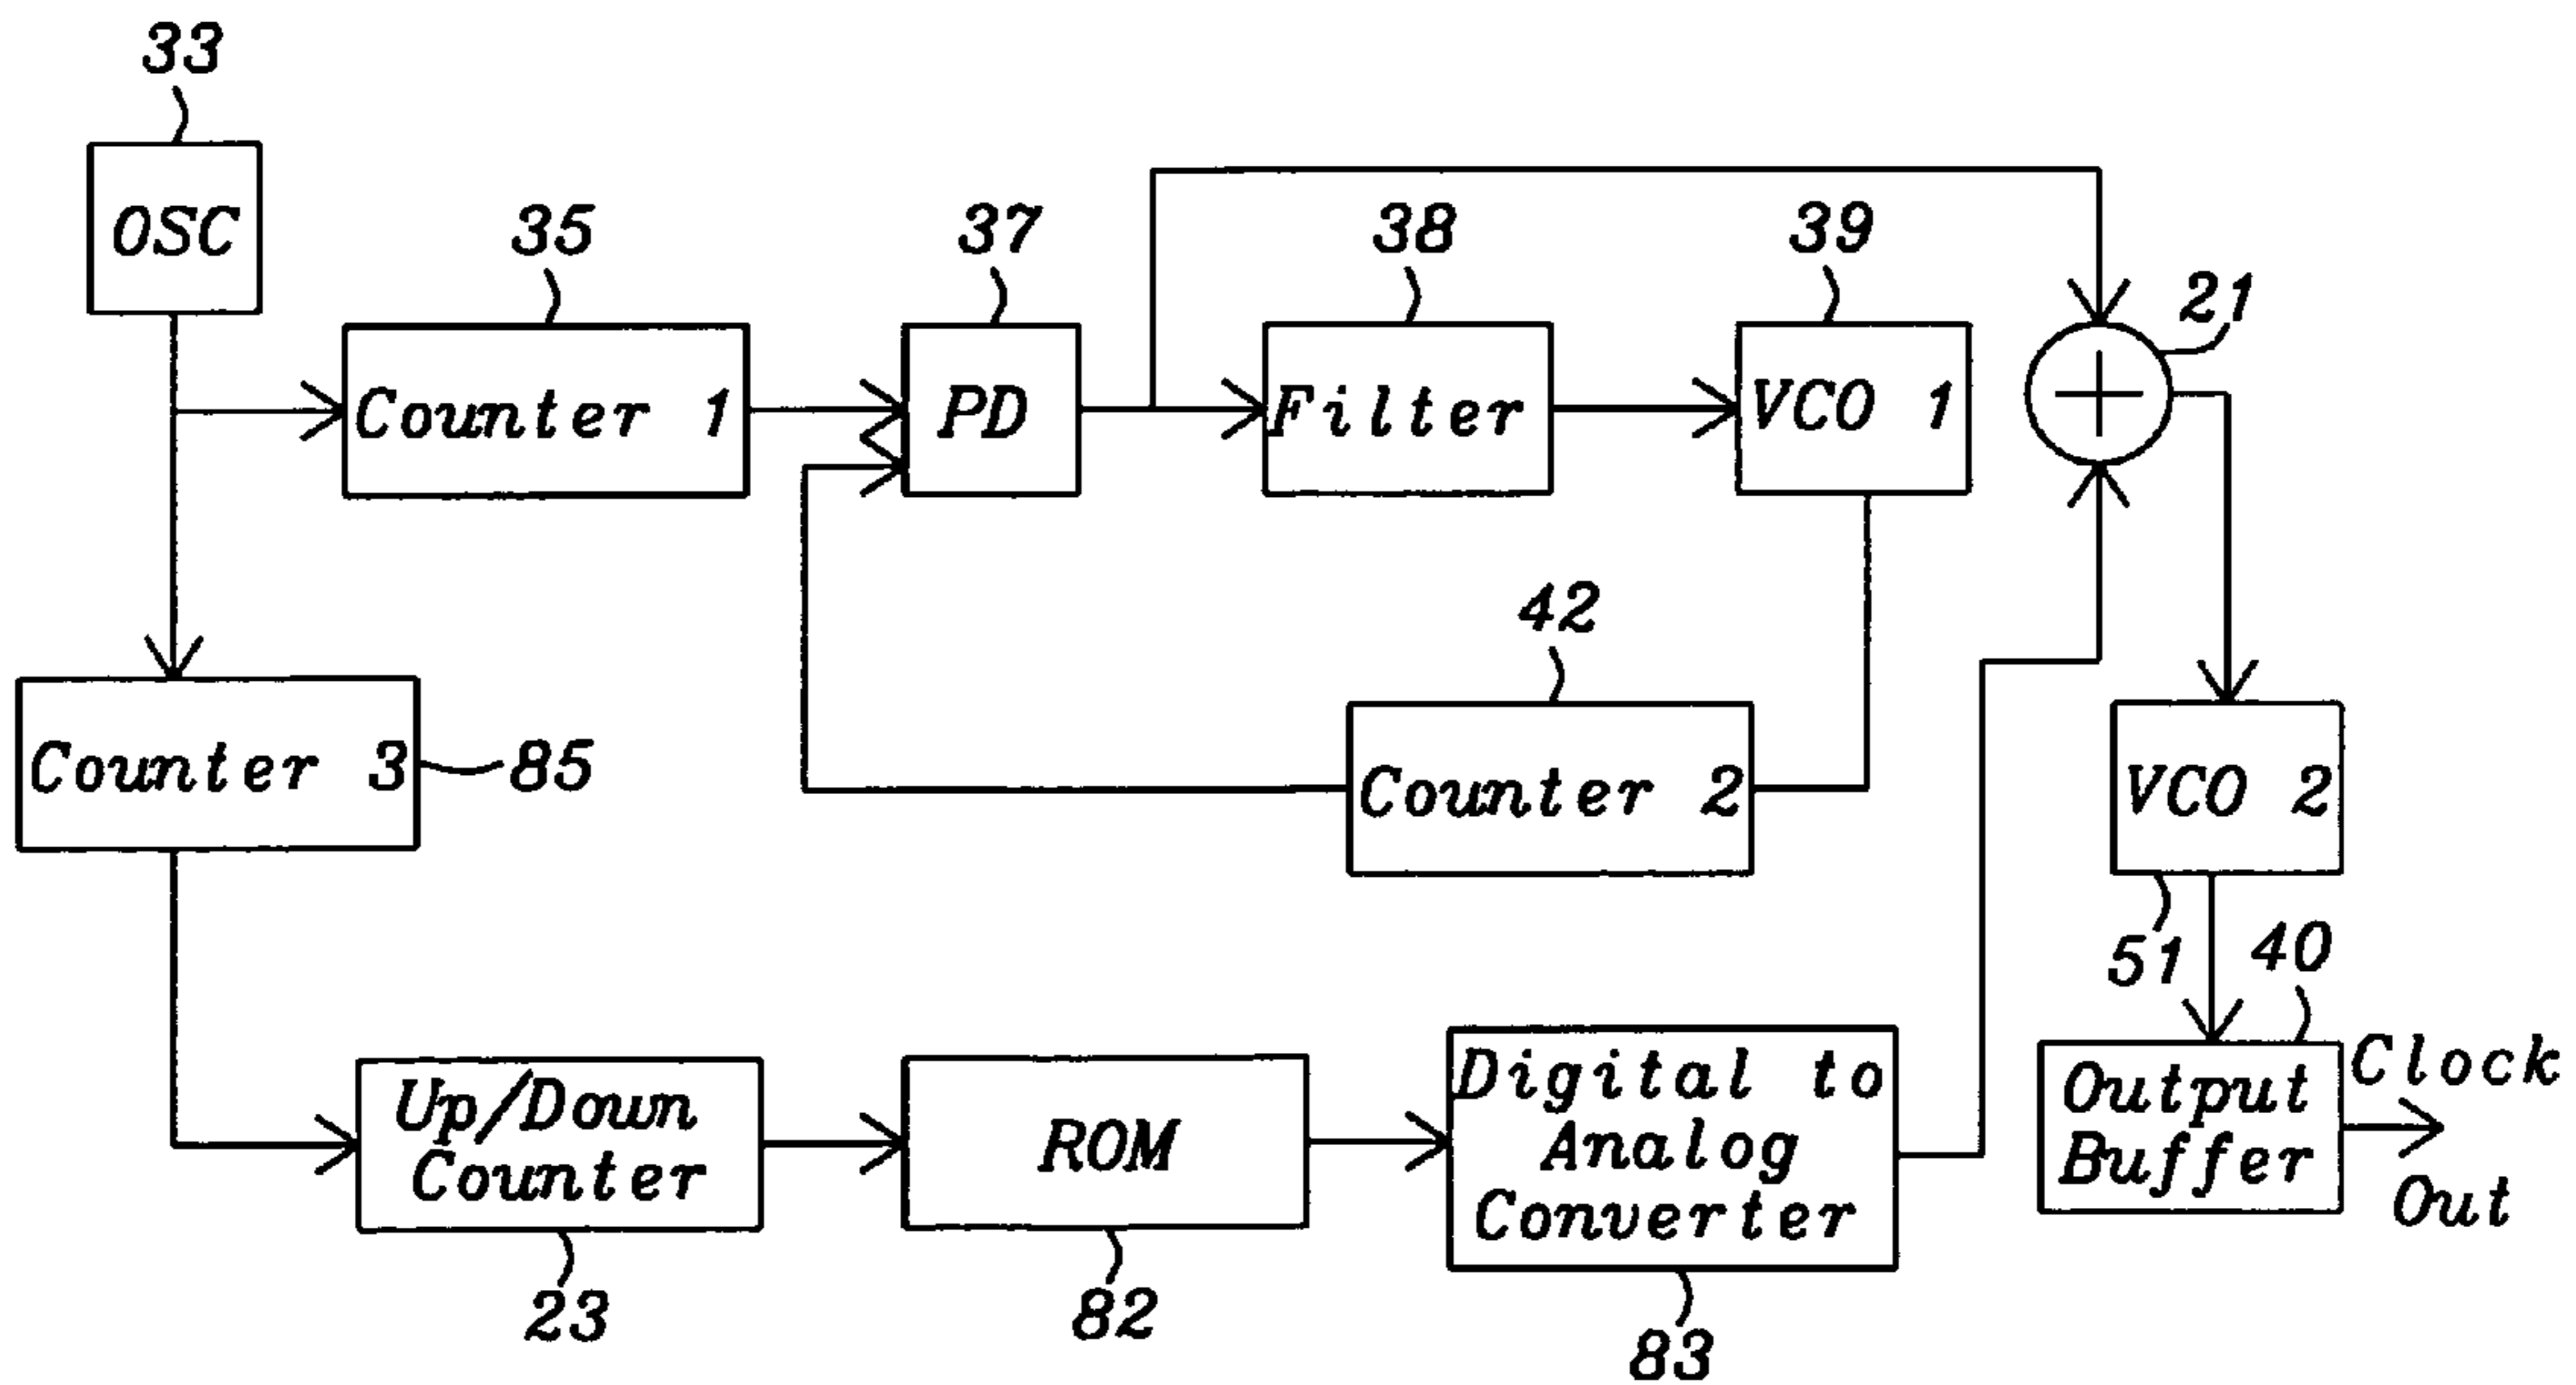 33
OSC
35
37
38
39
21
Counter 1
PD
Filter
VCO 1
42
Counter 3
85
Counter 2
VCO 2
51
40
Up/Down
Counter
ROM
Digital to
Analog
Converter
Output
Buffer
Clock
Out
23
82
83